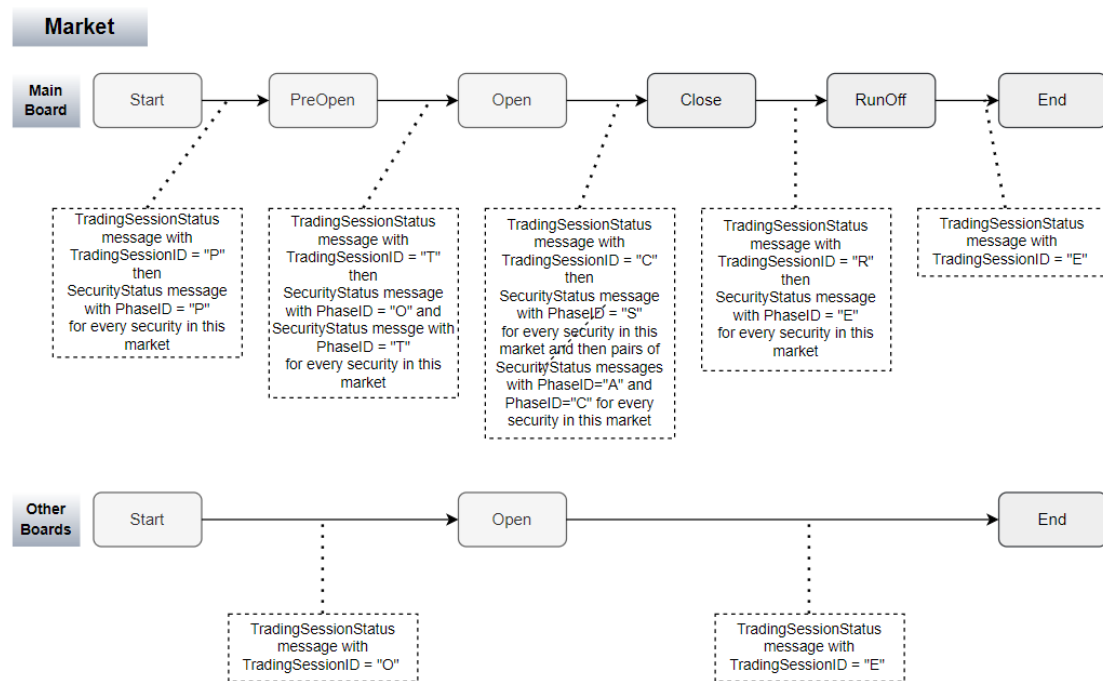 Market
Main
Board
Start
PreOpen
Open
Close
RunOff
End
TradingSessionStatus
message with
TradingSessionID = "P"
then
SecurityStatus message
with PhaseID = "P"
for every security in this
market
TradingSessionStatus
message with
TradingSessionID = "T"
then
SecurityStatus message
with PhaseID = "O" and
SecurityStatus messge with
PhaseID = "T"
for every security in this
market
TradingSessionStatus
message with
TradingSessionID = "C"
then
SecurityStatus message
with PhaseID = "S"
for every security in this
market and then pairs of
SecurityStatus messages
with PhaseID="A" and
PhaseID="C" for every
security in this market
TradingSessionStatus
message with
TradingSessionID = "R"
then
SecurityStatus message
with PhaseID = "E"
for every security in this
market
TradingSessionStatus
message with
TradingSessionID = "E"
Other
Boards
Start
Open
End
TradingSessionStatus
message with
TradingSessionID = "O"
TradingSessionStatus
message with
TradingSessionID = "E"